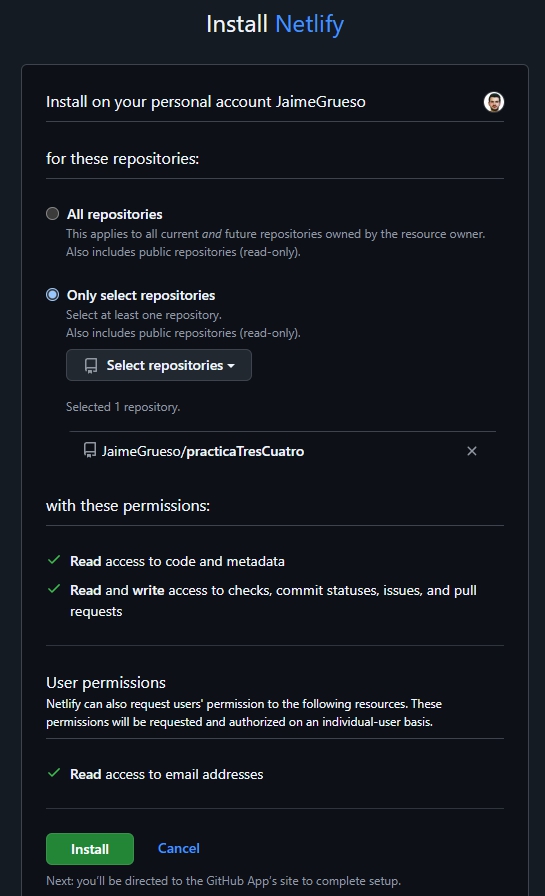 Install Netlify
Install on your personal account JaimeGrueso
for these repositories:
All repositories
This applies to all current and future repositories owned by the resource owner.
Also includes public repositories (read-only).
Only select repositories
Select at least one repository.
Also includes public repositories (read-only).
Select repositories
Selected 1 repository.
JaimeGrueso/practicaTresCuatro
with these permissions:
Read access to code and metadata
Read and write access to checks, commit statuses, issues, and pull
requests
User permissions
Netlify can also request users' permission to the following resources. These
permissions will be requested and authorized on an individual-user basis.
Read access to email addresses
Install Cancel
Next: you'll be directed to the GitHub App's site to complete setup.